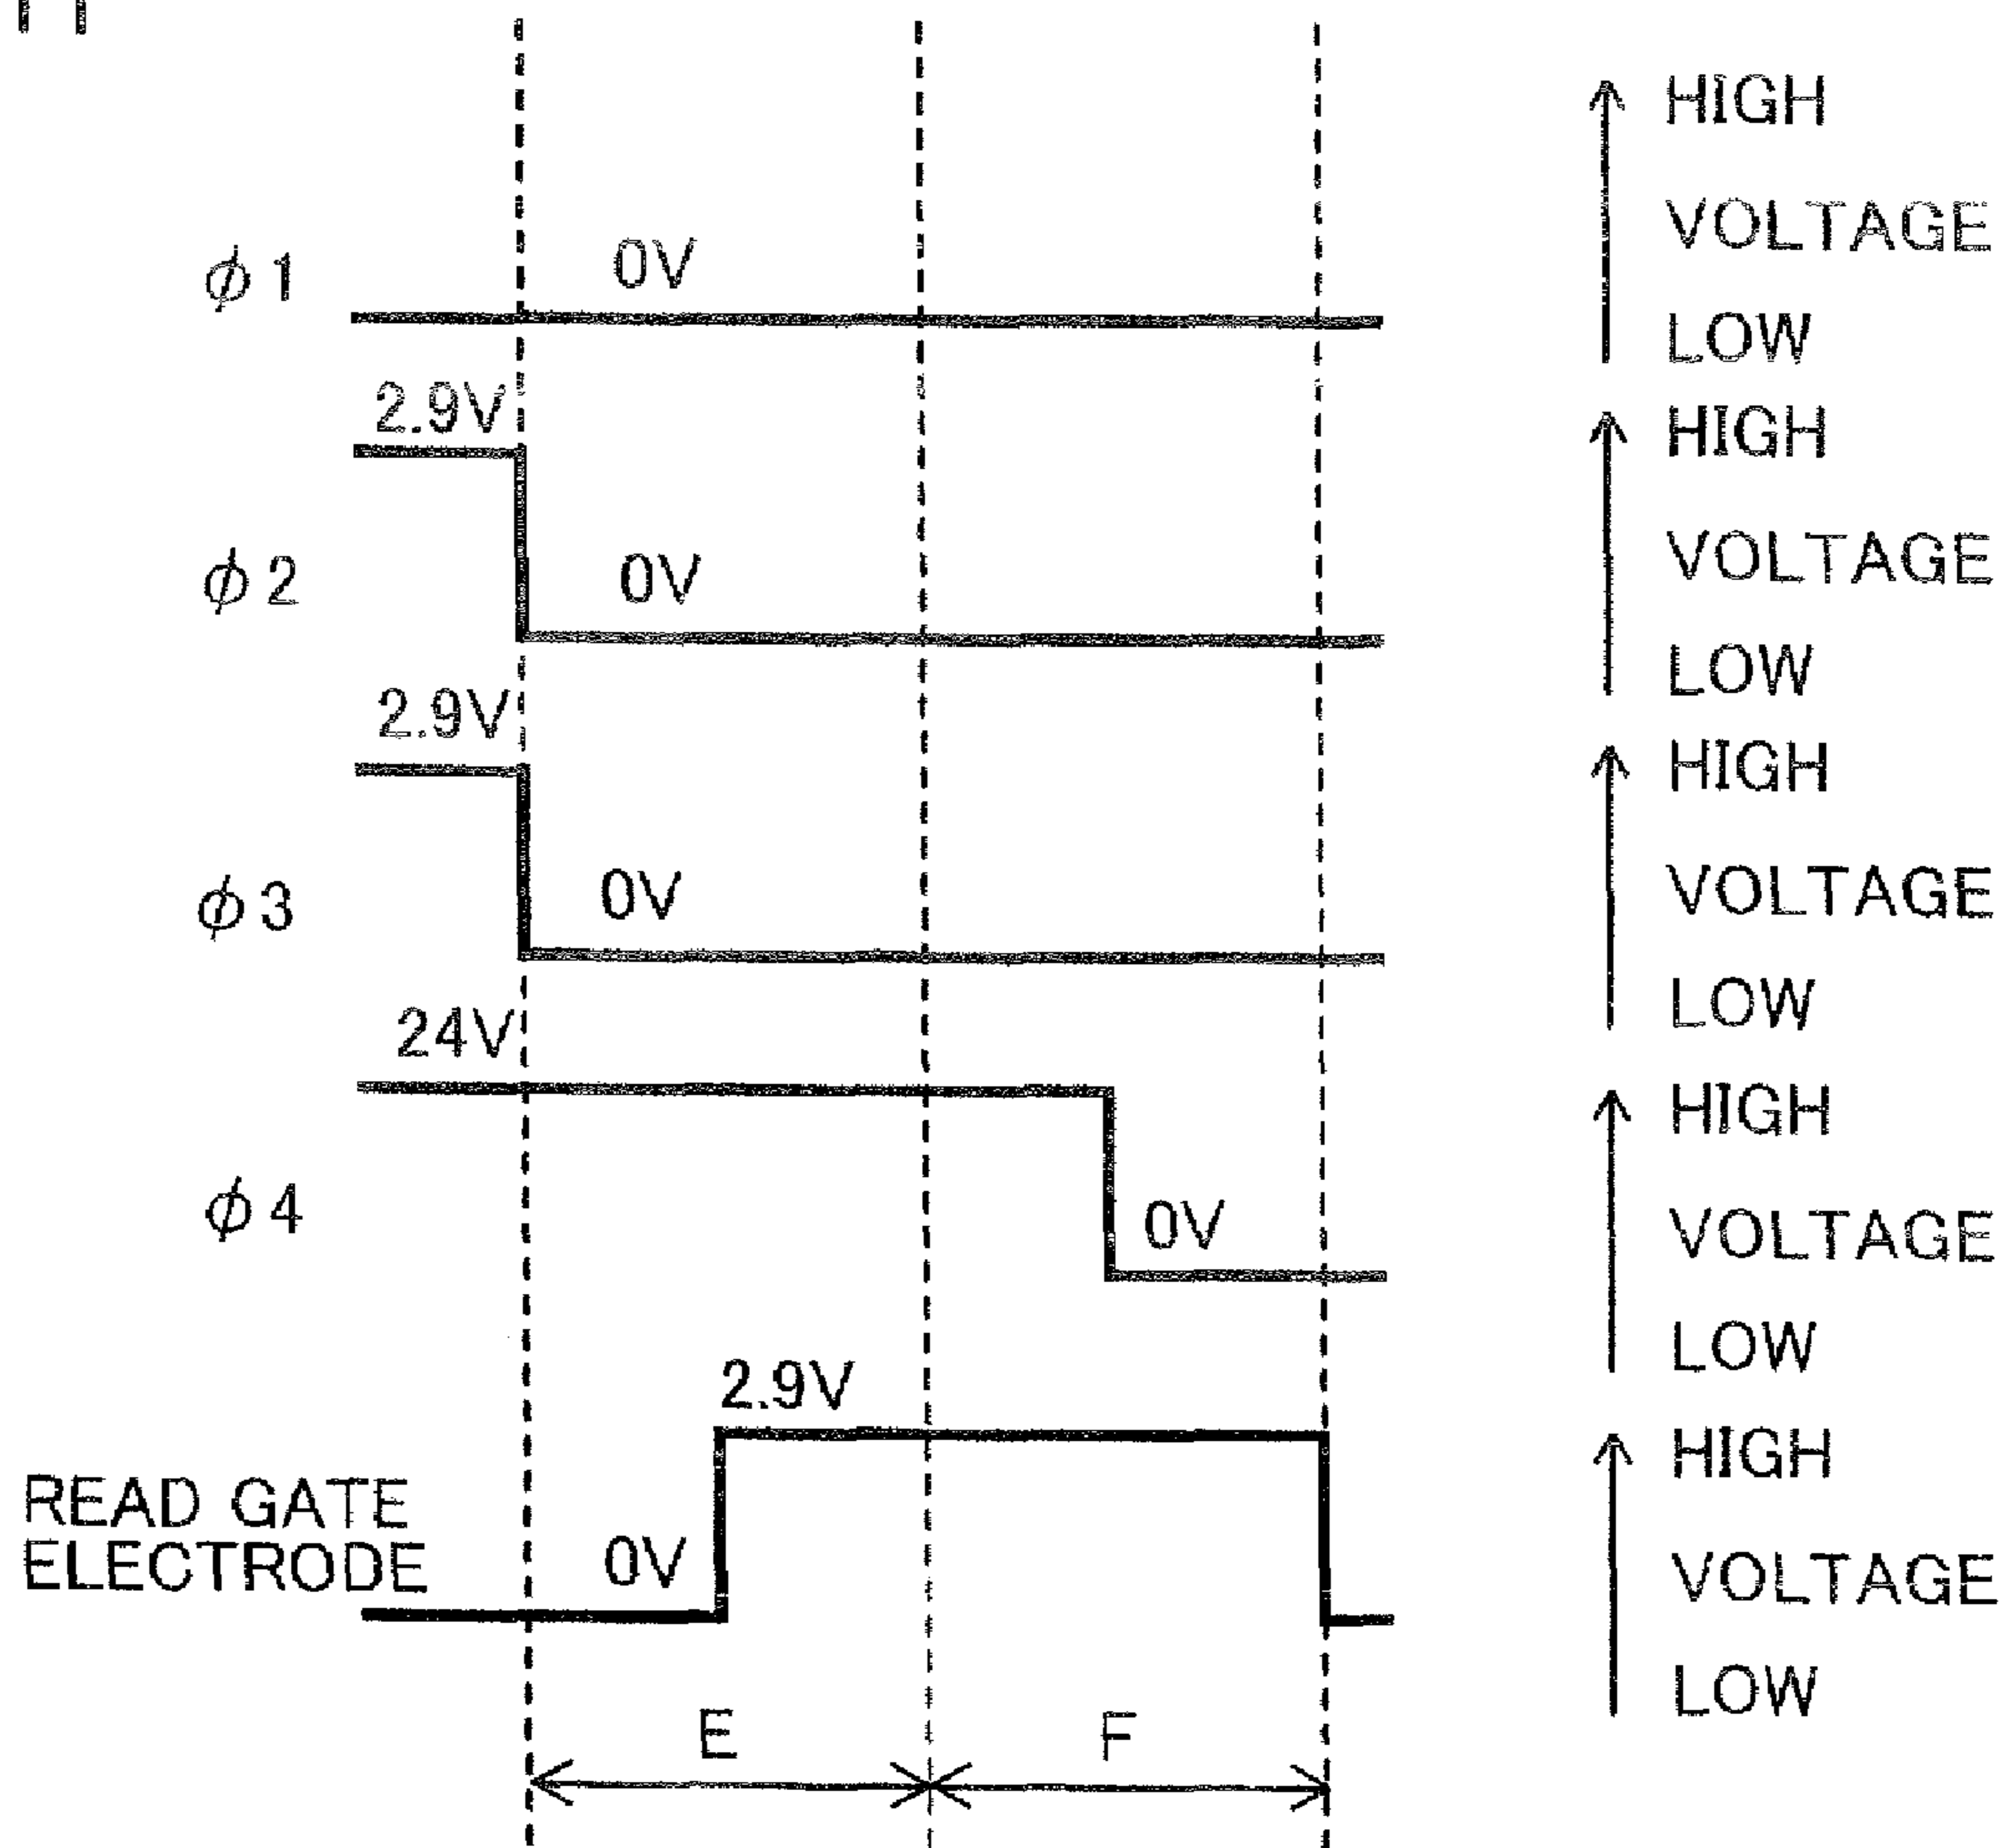 HIGH
VOLTAGE
LOW
φ1
0V
HIGH
VOLTAGE
LOW
2.9V
φ2
0V
HIGH
VOLTAGE
LOW
2.9V
φ3
0V
HIGH
VOLTAGE
LOW
24V
φ4
0V
HIGH
VOLTAGE
LOW
2.9V
READ GATE
ELECTRODE
0V
E
F